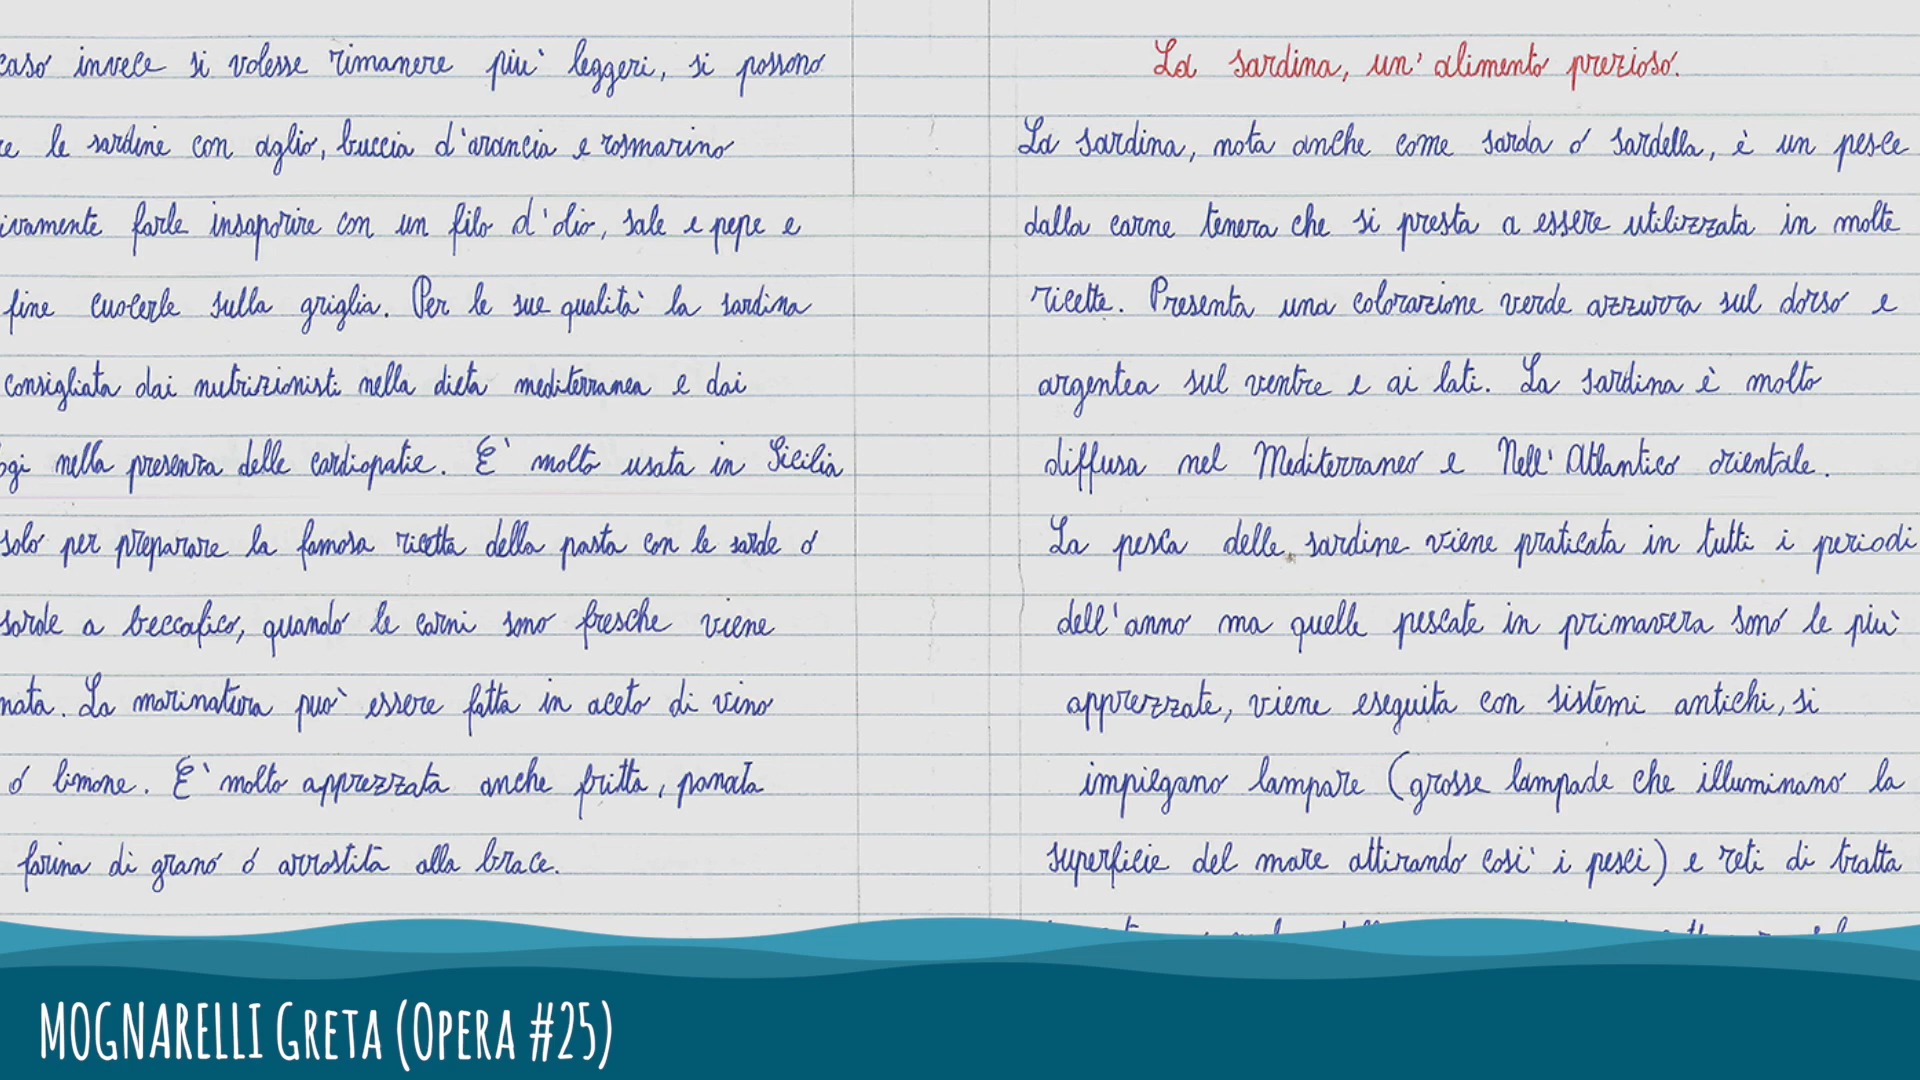 caso invece si volesse rimanere piu' leggeri, si possono
le sardine con aglio, buccia d'arancia e rosmarino
ivamente farle insaporire con un filo d'olio, sale e pepe e
fine cuocerle sulla griglia. Per le sue qualita' la sardina
consigliata dai nutrizionisti nella dieta mediterranea e dai
ogi nella presenza delle cardiopatie. E' molto usata in Sicilia
solo per preparare la famosa ricetta della pasta con le sarde o
sarde a beccafico, quando le carni sono fresche viene
nata. La marinatura puo' essere fatta in aceto di vino
o limone. E' molto apprezzata anche fritta, panata
farina di grano o arrostita alla brace.
La sardina, un' alimento prezioso.
La sardina, nota anche come sarda o sardella, è un pesce
dalla carne tenera che si presta a essere utilizzata in molte
ricette. Presenta una colorazione verde azzurra sul dorso e
argentea sul ventre e ai lati. La sardina è molto
diffusa nel Mediterraneo e Nell' Atlantico orientale.
La pesca delle sardine viene praticata in tutti i periodi
dell'anno ma quelle pescate in primavera sono le piu'
apprezzate, viene eseguita con sistemi antichi, si
impiegano lampare (grosse lampade che illuminano la
superficie del mare attirando cosi' i pesci) e reti di tratta
MOGNARELLI GRETA (OPERA #25)